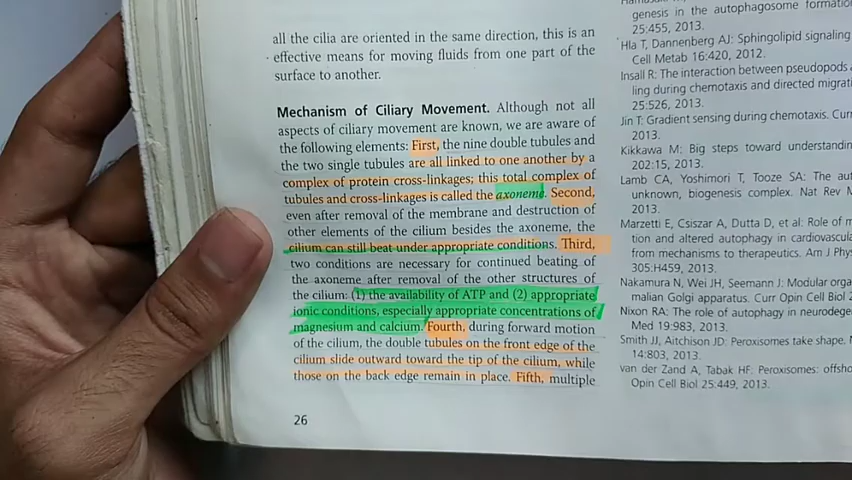 all the cilia are oriented in the same direction, this is an
effective means for moving fluids from one part of the
surface to another.
Mechanism of Ciliary Movement. Although not all
aspects of ciliary movement are known, we are aware of
the following elements: First, the nine double tubules and
the two single tubules are all linked to one another by a
complex of protein cross-linkages; this total complex of
tubules and cross-linkages is called the axoneme. Second,
even after removal of the membrane and destruction of
other elements of the cilium besides the axoneme, the
cilium can still beat under appropriate conditions. Third,
two conditions are necessary for continued beating of
the axoneme after removal of the other structures of
the cilium: (1) the availability of ATP and (2) appropriate
ionic conditions, especially appropriate concentrations of
magnesium and calcium. Fourth, during forward motion
of the cilium, the double tubules on the front edge of the
cilium slide outward toward the tip of the cilium, while
those on the back edge remain in place. Fifth, multiple
26
genesis in the autophagosome formatio
25:455, 2013.
Hla T, Dannenberg AJ: Sphingolipid signaling
Cell Metab 16:420, 2012.
Insall R: The interaction between pseudopods
ling during chemotaxis and directed migrati
25:526, 2013.
Jin T: Gradient sensing during chemotaxis. Curr
2013.
Kikkawa M: Big steps toward understandin
202:15, 2013.
Lamb CA, Yoshimori T, Tooze SA: The aut
unknown, biogenesis complex. Nat Rev M
2013.
Marzetti E, Csiszar A, Dutta D, et al: Role of m
tion and altered autophagy in cardiovascula
from mechanisms to therapeutics. Am J Phys
305:H459, 2013.
Nakamura N, Wei JH, Seemann J: Modular orga
malian Golgi apparatus. Curr Opin Cell Biol 2
Nixon RA: The role of autophagy in neurodege
Med 19:983, 2013.
Smith JJ, Aitchison JD: Peroxisomes take shape. N
14:803, 2013.
van der Zand A, Tabak HF: Peroxisomes: offsho
Opin Cell Biol 25:449, 2013.